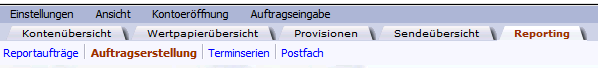 Einstellungen Ansicht Kontoeröffnung Auftragseingabe
Kontenübersicht Wertpapierübersicht Provisionen Sendeübersicht Reporting
Reportaufträge Auftragserstellung Terminserien Postfach